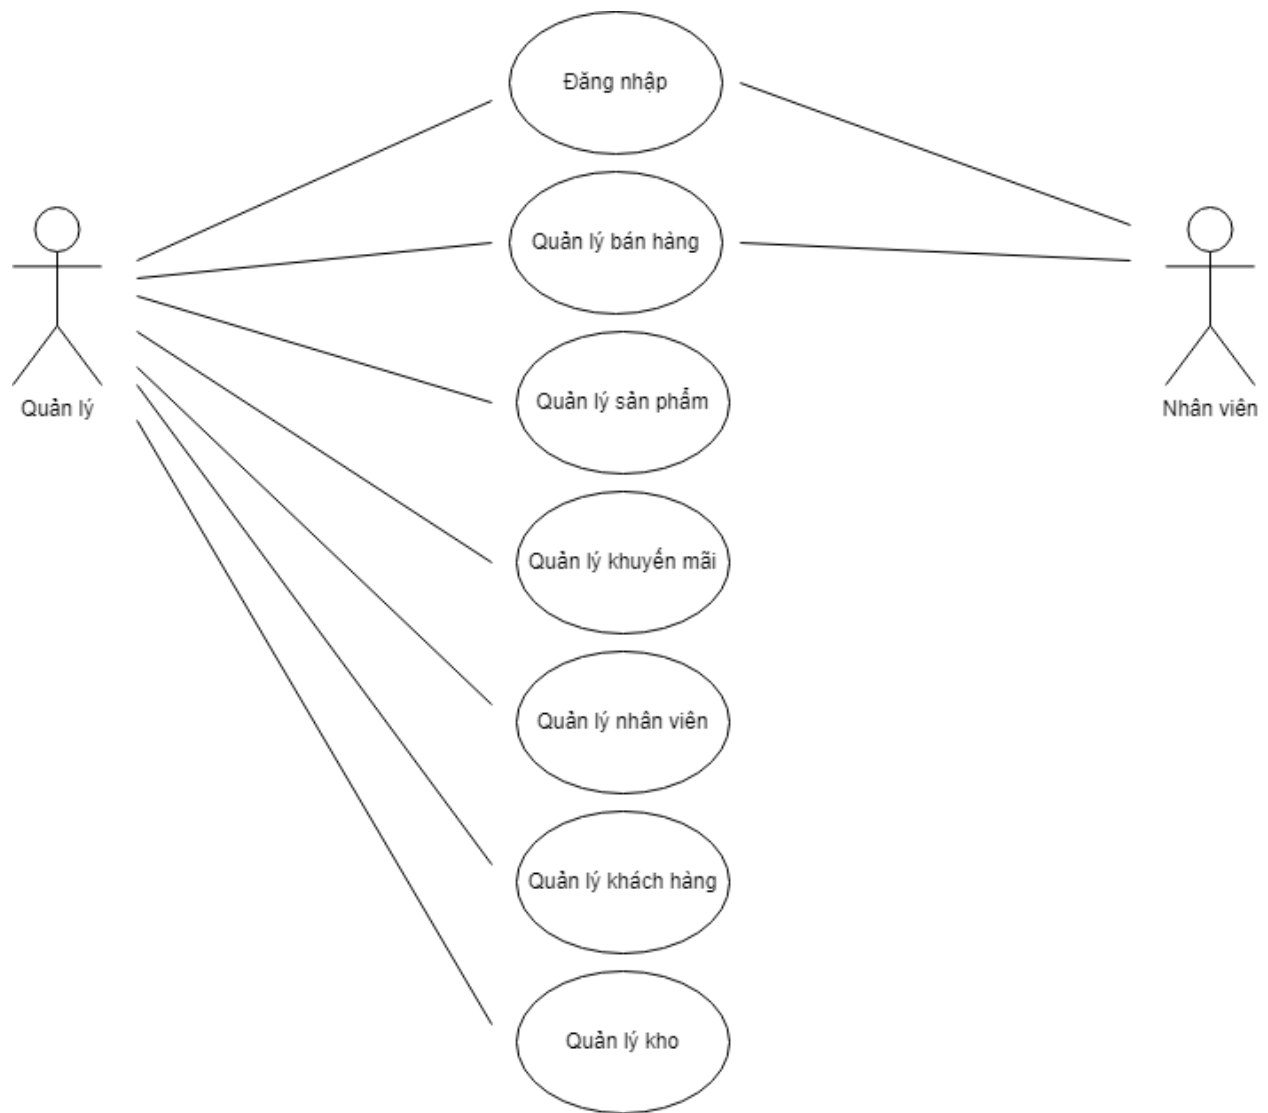 Đăng nhập
Quản lý bán hàng
Quản lý sản phẩm
Quản lý
Nhân viên
Quản lý khuyến mãi
Quản lý nhân viên
Quản lý khách hàng
Quản lý kho